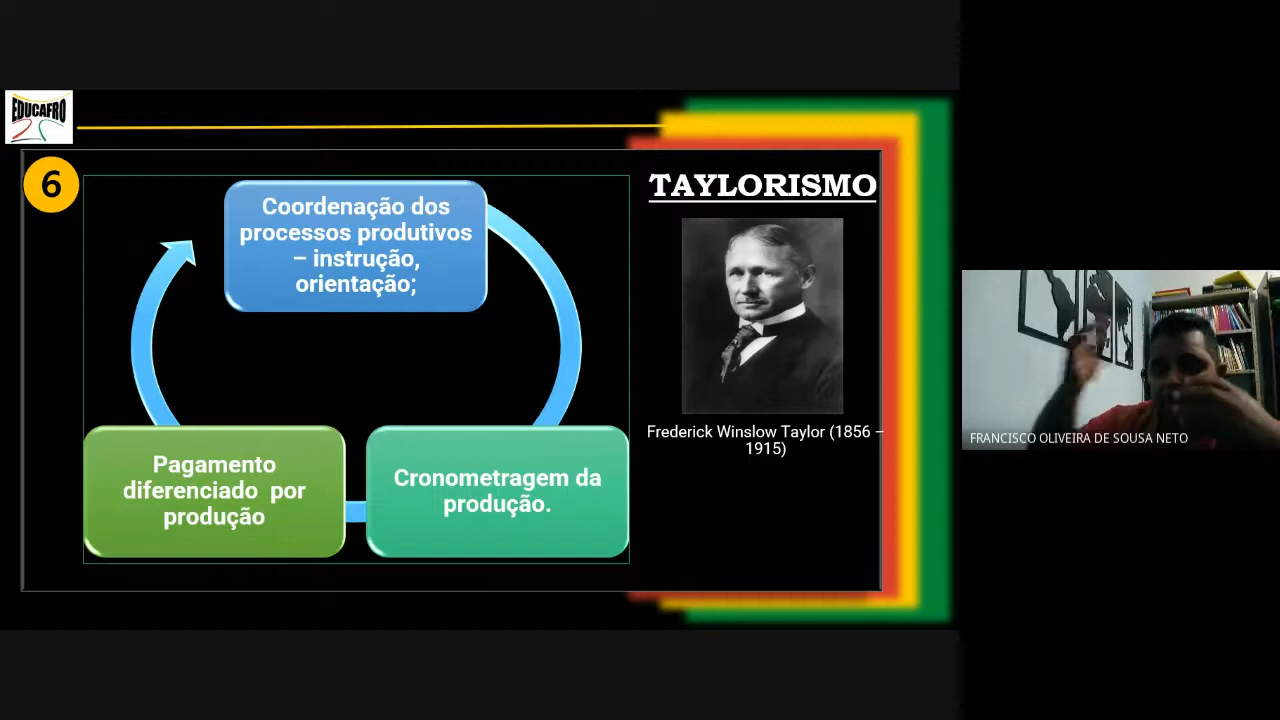 EDUCAFRO
6
Coordenação dos
processos produtivos
– instrução,
orientação;
Pagamento
diferenciado por
produção
Cronometragem da
produção.
TAYLORISMO
Frederick Winslow Taylor (1856 –
1915)
FRANCISCO OLIVEIRA DE SOUSA NETO